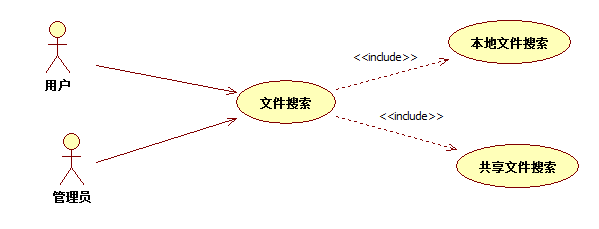 用户
管理员
文件搜索
<<include>>
<<include>>
本地文件搜索
共享文件搜索